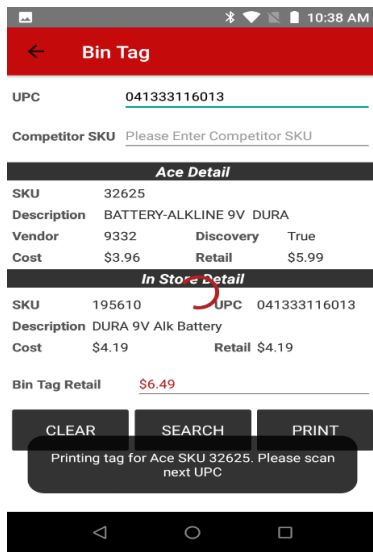 10:38 AM
Bin Tag
UPC 041333116013
Competitor SKU Please Enter Competitor SKU
Ace Detail
SKU 32625
Description BATTERY-ALKLINE 9V DURA
Vendor 9332 Discovery True
Cost $3.96 Retail $5.99
In Store Detail
SKU 195610 UPC 041333116013
Description DURA 9V Alk Battery
Cost $4.19 Retail $4.19
Bin Tag Retail $6.49
CLEAR SEARCH PRINT
Printing tag for Ace SKU 32625. Please scan
next UPC